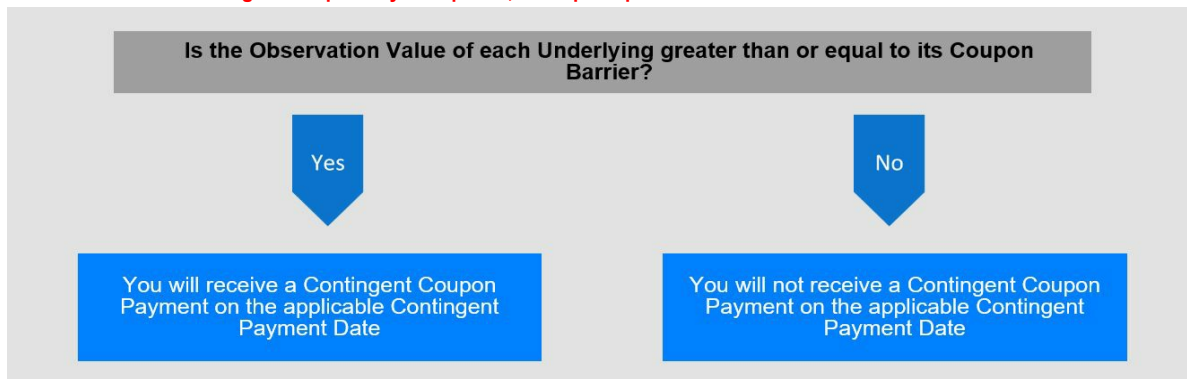 Is the Observation Value of each Underlying greater than or equal to its Coupon
Barrier?
Yes
No
You will receive a Contingent Coupon
Payment on the applicable Contingent
Payment Date
You will not receive a Contingent Coupon
Payment on the applicable Contingent
Payment Date